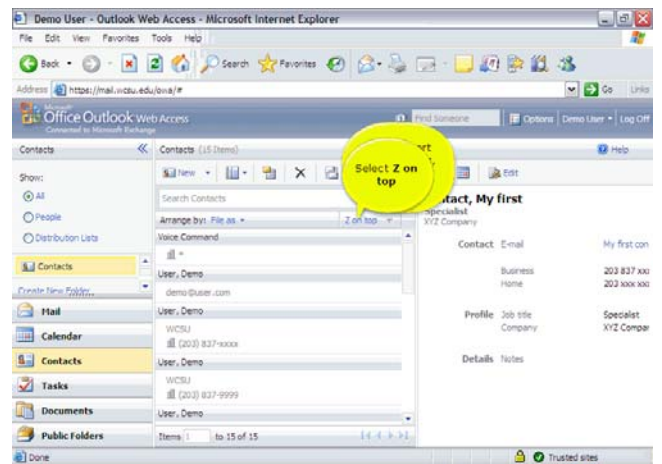 Demo User - Outlook Web Access - Microsoft Internet Explorer
File Edit View Favorites Tools Help
Back Search Favorites
Address https://mail.wcsu.edu/owa/# Go Links
Microsoft
Office Outlook Web Access
Connected to Microsoft Exchange
Find Someone Options Demo User Log Off
Contacts Contacts (15 Items) Help
New Edit
Select Z on
top
Show:
All
People
Distribution Lists
Contacts
Create New Folder...
Mail
Calendar
Contacts
Tasks
Documents
Public Folders
Search Contacts
Arrange by: File as Z on top
Voice Command
User, Demo
demo@user.com
User, Demo
WCSU
(203) 837-xxxx
User, Demo
WCSU
(203) 837-9999
User, Demo
Items 1 to 15 of 15
tact, My first
Specialist
XYZ Company
Contact E-mail My first con
Business 203 837 xxx
Home 203 xxx xxx
Profile Job title Specialist
Company XYZ Compar
Details Notes
Done Trusted sites